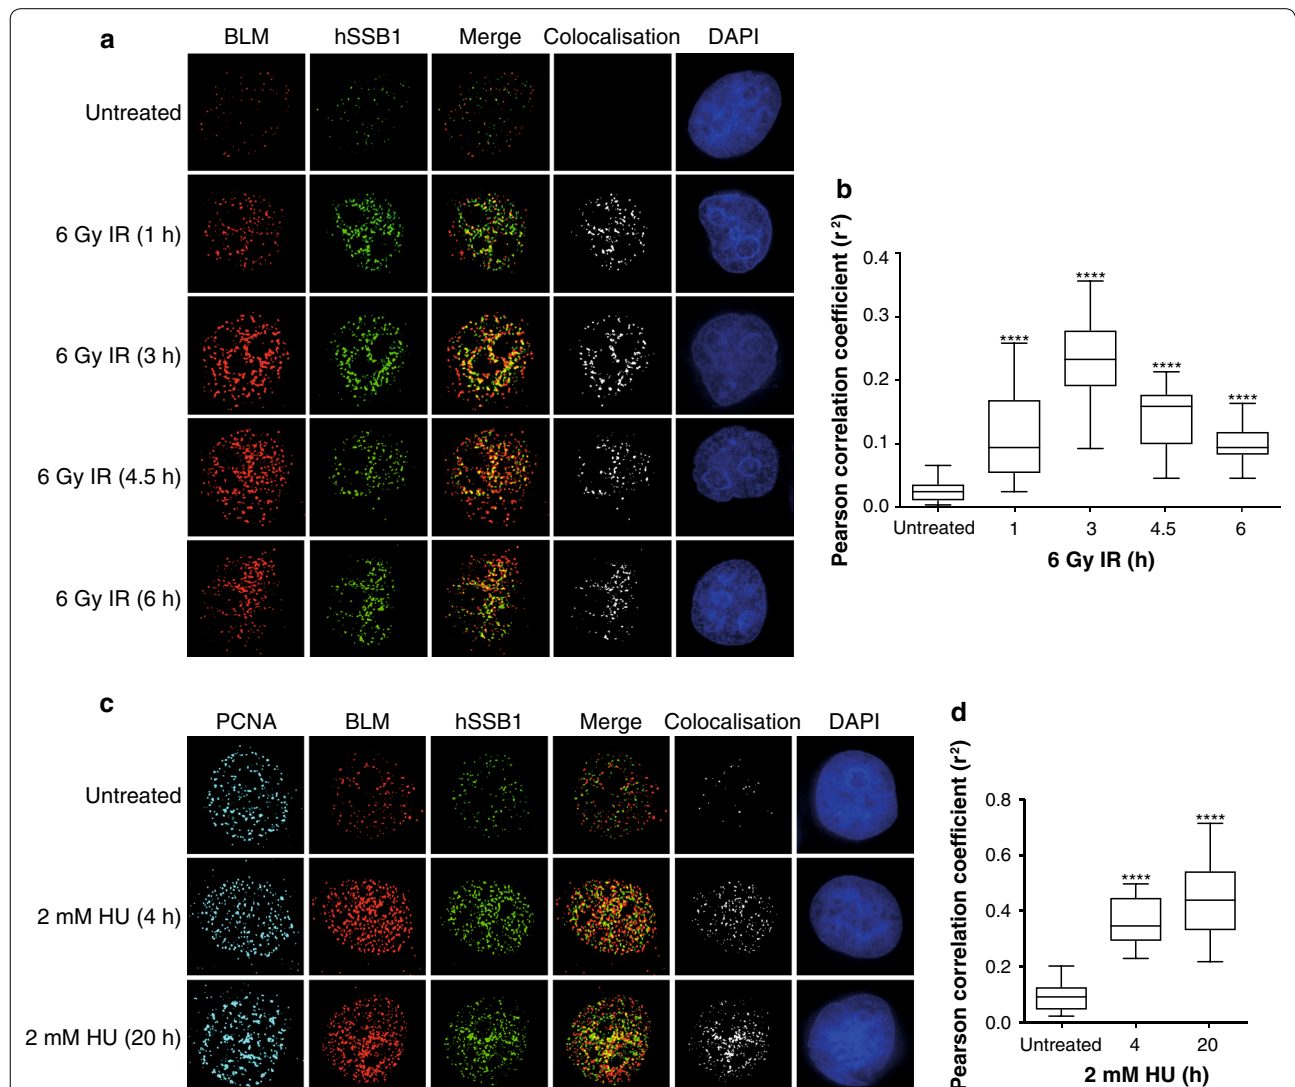 a
BLM hSSB1 Merge Colocalisation DAPI
Untreated
6 Gy IR (1 h)
6 Gy IR (3 h)
6 Gy IR (4.5 h)
6 Gy IR (6 h)
b
Pearson correlation coefficient (r²)
0.4
0.3
0.2
0.1
0.0
**** **** **** ****
Untreated 1 3 4.5 6
6 Gy IR (h)
c
PCNA BLM hSSB1 Merge Colocalisation DAPI
Untreated
2 mM HU (4 h)
2 mM HU (20 h)
d
Pearson correlation coefficient (r²)
0.8
0.6
0.4
0.2
0.0
**** ****
Untreated 4 20
2 mM HU (h)